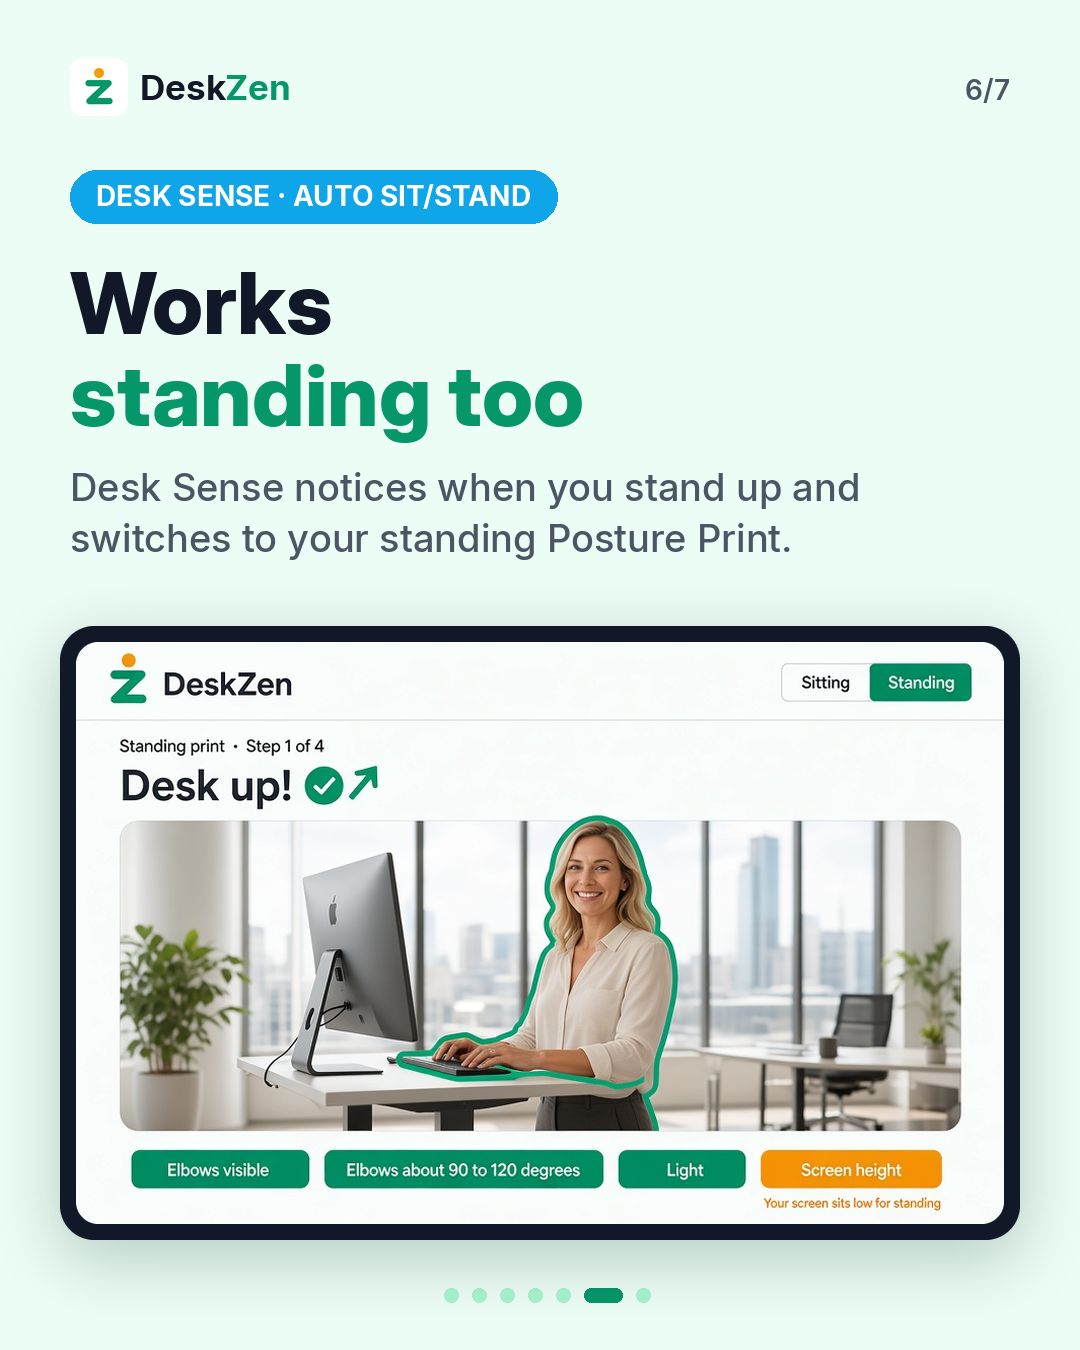 DeskZen
6/7
DESK SENSE · AUTO SIT/STAND
Works
standing too
Desk Sense notices when you stand up and
switches to your standing Posture Print.
DeskZen
Sitting
Standing
Standing print • Step 1 of 4
Desk up!
Elbows visible
Elbows about 90 to 120 degrees
Light
Screen height
Your screen sits low for standing